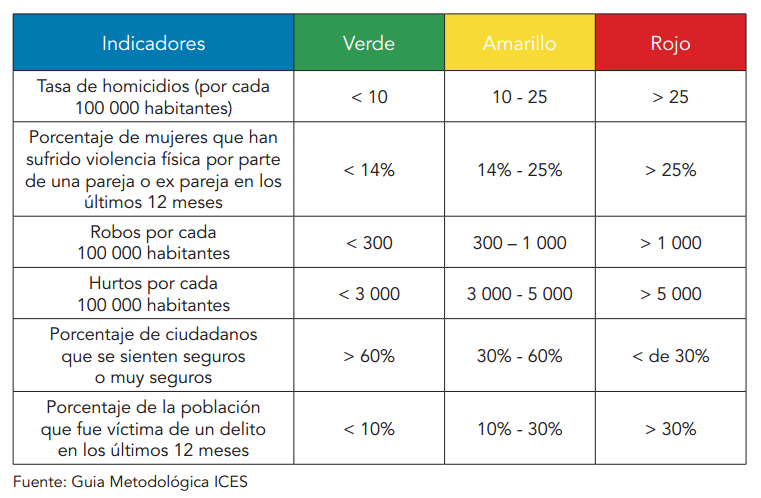 Indicadores Verde Amarillo Rojo
Tasa de homicidios (por cada
100 000 habitantes)
< 10 10 - 25 > 25
Porcentaje de mujeres que han
sufrido violencia física por parte
de una pareja o ex pareja en los
últimos 12 meses
< 14% 14% - 25% > 25%
Robos por cada
100 000 habitantes
< 300 300 – 1 000 > 1 000
Hurtos por cada
100 000 habitantes
< 3 000 3 000 - 5 000 > 5 000
Porcentaje de ciudadanos
que se sienten seguros
o muy seguros
> 60% 30% - 60% < de 30%
Porcentaje de la población
que fue víctima de un delito
en los últimos 12 meses
< 10% 10% - 30% > 30%
Fuente: Guia Metodológica ICES